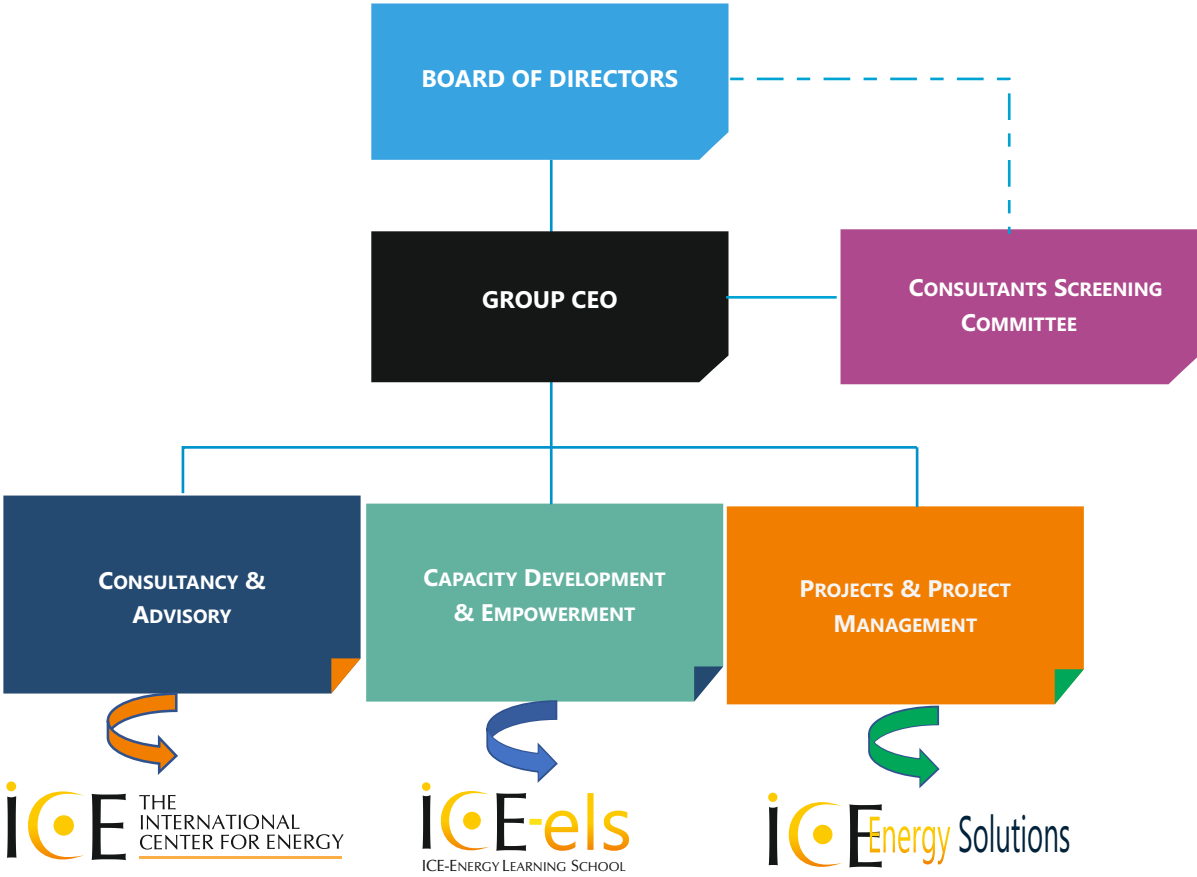 BOARD OF DIRECTORS
GROUP CEO
CONSULTANTS SCREENING
COMMITTEE
CONSULTANCY &
ADVISORY
CAPACITY DEVELOPMENT
& EMPOWERMENT
PROJECTS & PROJECT
MANAGEMENT
iCE THE
INTERNATIONAL
CENTER FOR ENERGY
iCE-els
ICE-ENERGY LEARNING SCHOOL
iCE Energy Solutions